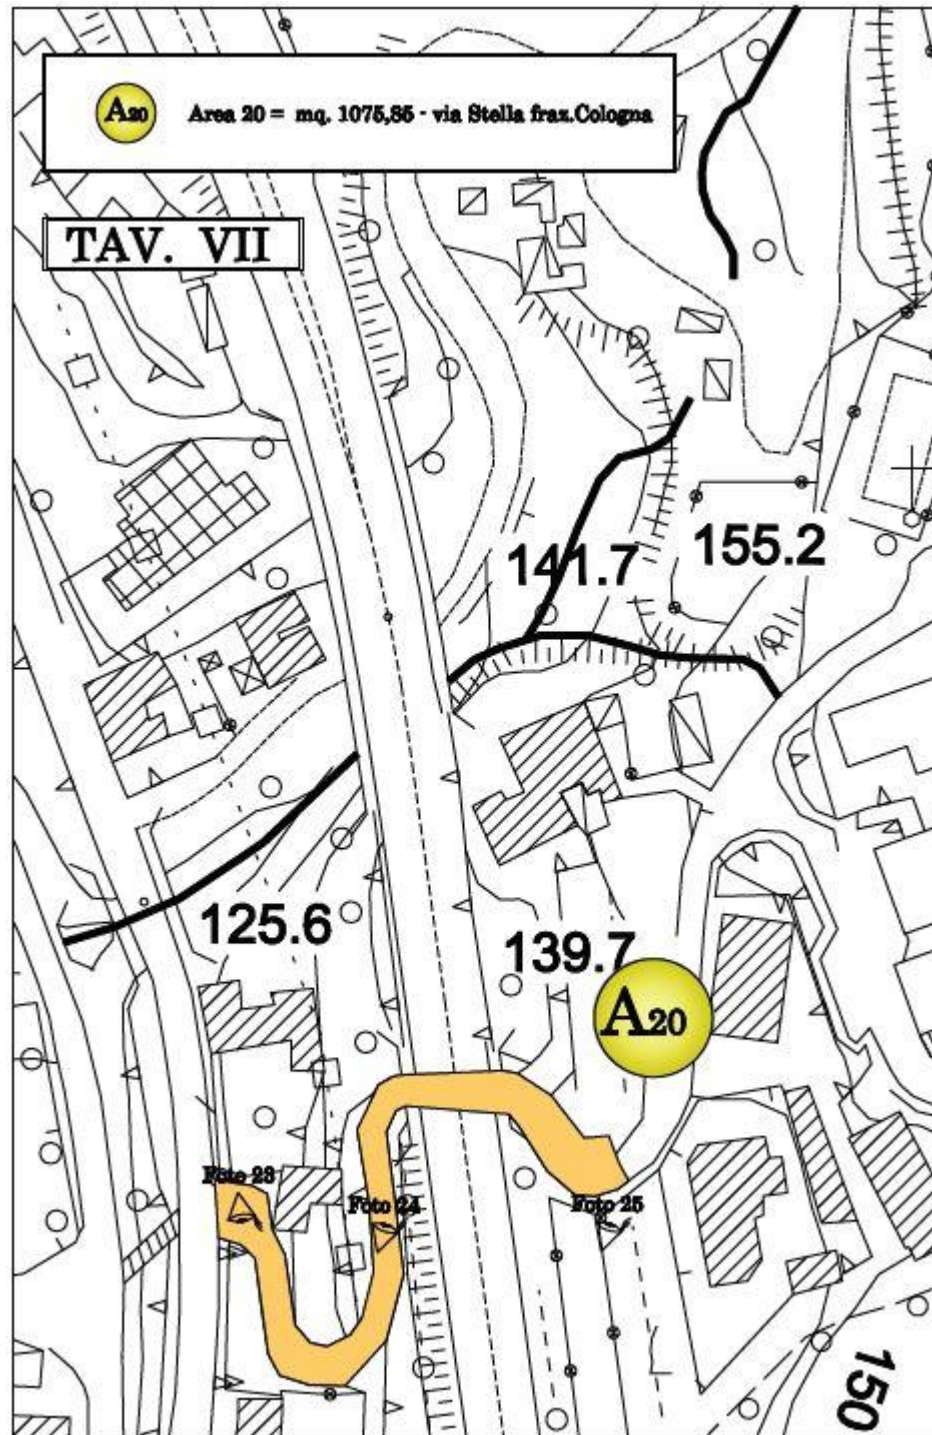 A20 Area 20 = mq. 1075,85 - via Stella fraz.Cologna
TAV. VII
141.7
155.2
125.6
139.7
A20
Foto 23
Foto 24
Foto 25
150